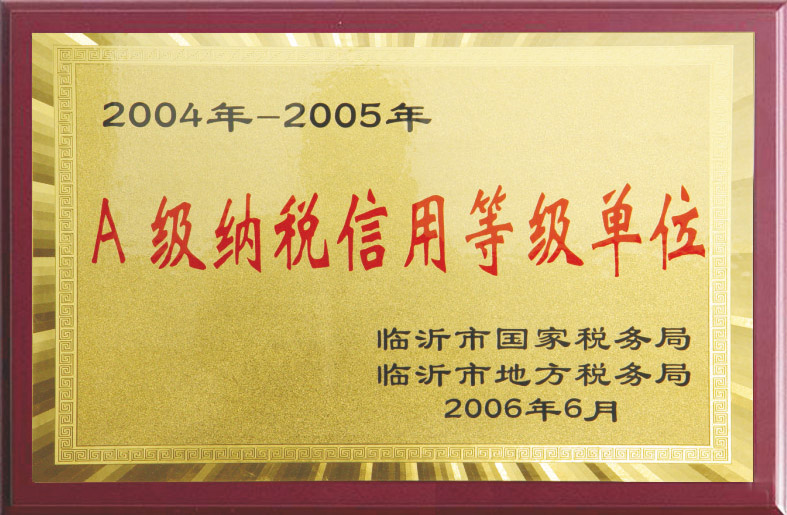 2004年-2005年
A级纳税信用等级单位
临沂市国家税务局
临沂市地方税务局
2006年6月